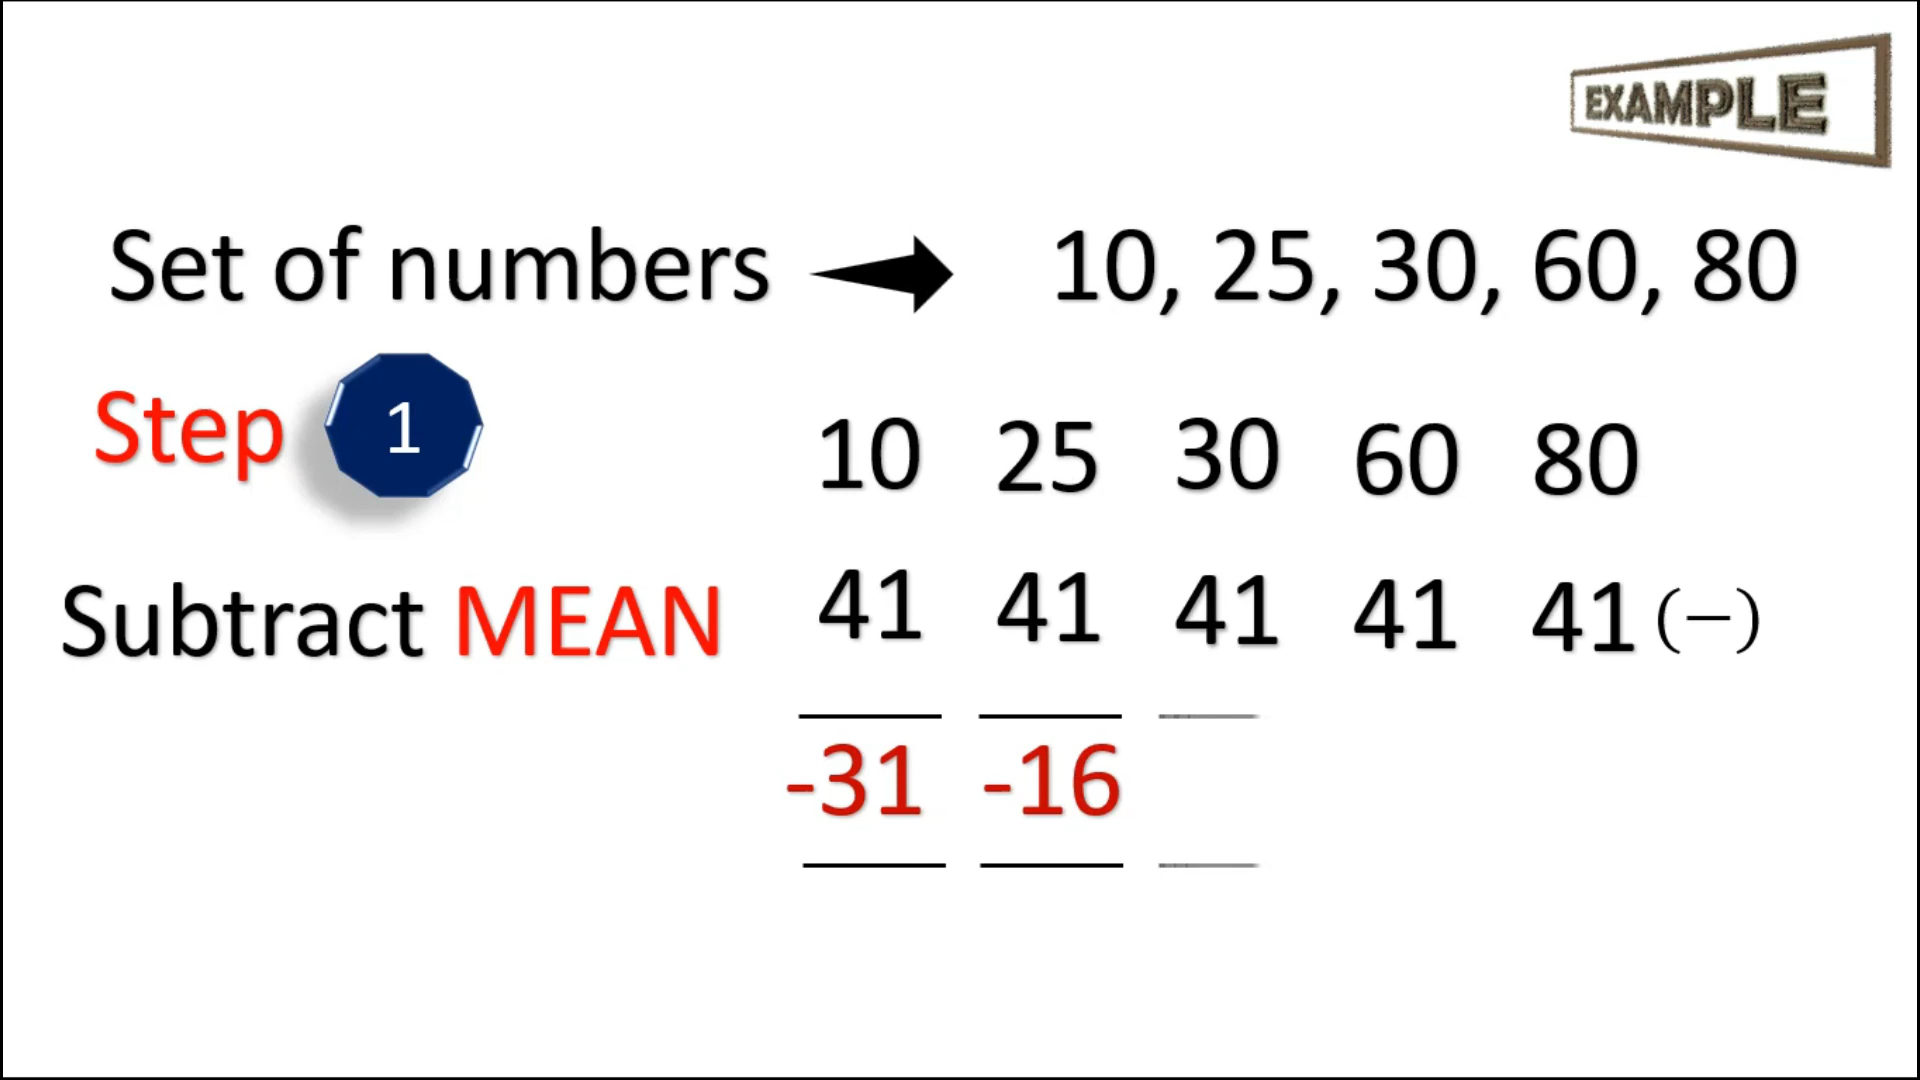 EXAMPLE
Set of numbers 10, 25, 30, 60, 80
Step 1
10 25 30 60 80
Subtract MEAN 41 41 41 41 41 (−)
-31 -16